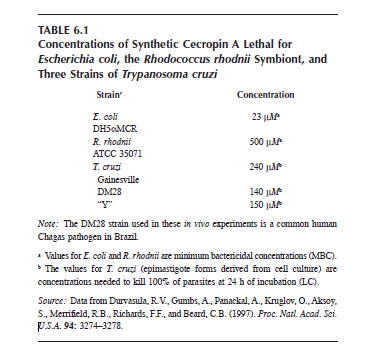 TABLE 6.1
Concentrations of Synthetic Cecropin A Lethal for
Escherichia coli, the Rhodococcus rhodnii Symbiont, and
Three Strains of Trypanosoma cruzi
Strain' Concentration
E. coli 23 µMᵃ
DH5αMCR
R. rhodnii 500 µMᵃ
ATCC 35071
T. cruzi 240 µMᵇ
Gainesville
DM28 140 µMᵇ
“Y” 150 µMᵇ
Note: The DM28 strain used in these in vivo experiments is a common human
Chagas pathogen in Brazil.
ᵃ Values for E. coli and R. rhodnii are minimum bactericidal concentrations (MBC).
ᵇ The values for T. cruzi (epimastigote forms derived from cell culture) are
concentrations needed to kill 100% of parasites at 24 h of incubation (LC).
Source: Data from Durvasula, R.V., Gumbs, A., Panackal, A., Kruglov, O., Aksoy,
S., Merrifield, R.B., Richards, F.F., and Beard, C.B. (1997). Proc. Natl. Acad. Sci.
U.S.A. 94: 3274–3278.